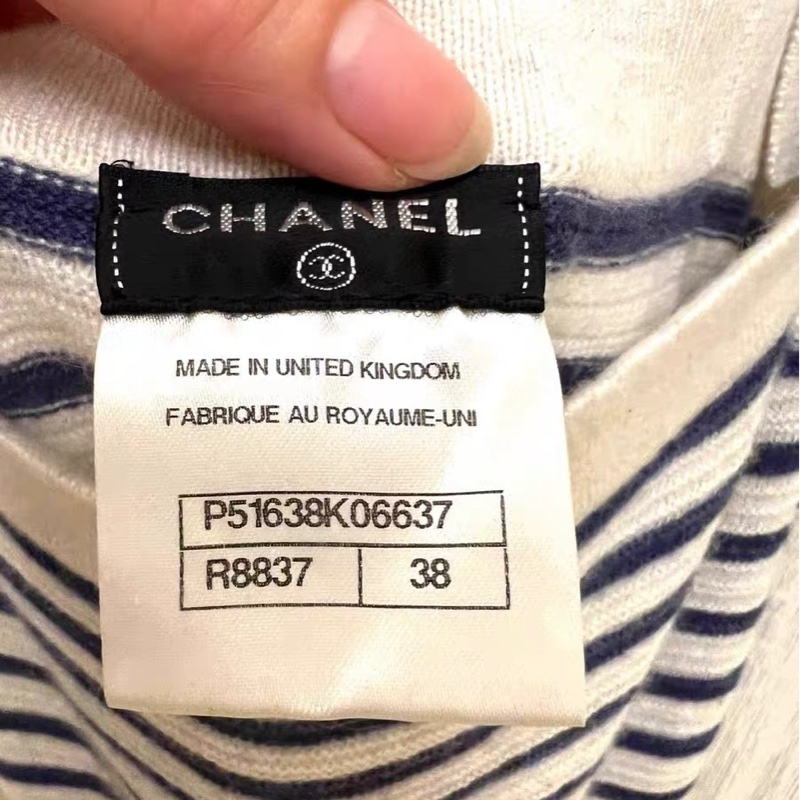 CHANEL
MADE IN UNITED KINGDOM
FABRIQUE AU ROYAUME-UNI
P51638K06637
R8837 38